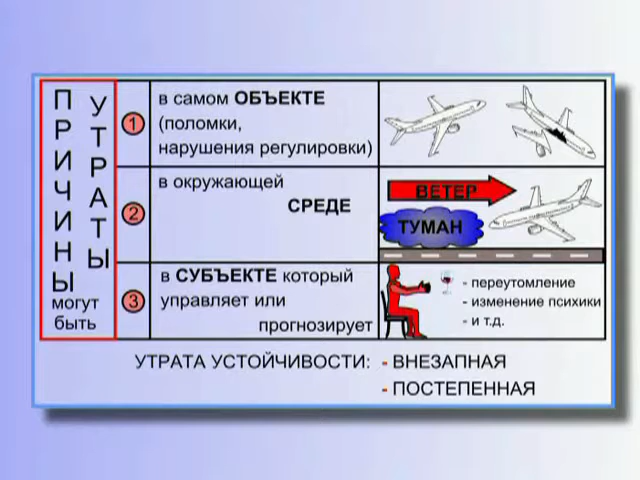 ПРИЧИНЫ
УТРАТЫ
могут
быть
1
в самом ОБЪЕКТЕ
(поломки,
нарушения регулировки)
2
в окружающей
СРЕДЕ
ВЕТЕР
ТУМАН
3
в СУБЪЕКТЕ который
управляет или
прогнозирует
- переутомление
- изменение психики
- и т.д.
УТРАТА УСТОЙЧИВОСТИ: - ВНЕЗАПНАЯ
- ПОСТЕПЕННАЯ